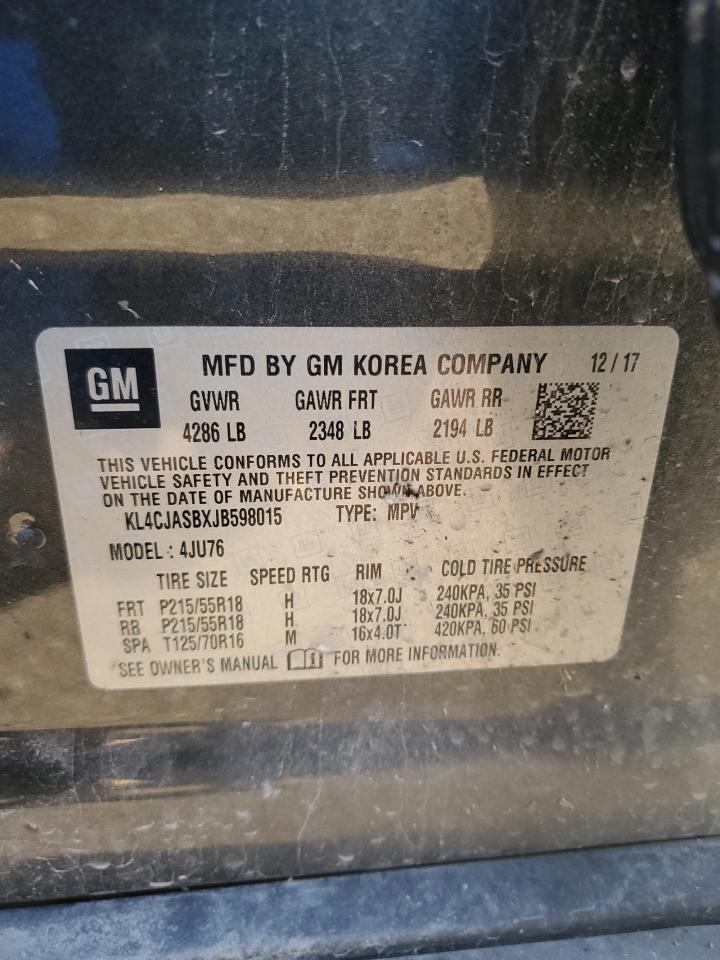 GM MFD BY GM KOREA COMPANY 12/17
GVWR GAWR FRT GAWR RR
4286 LB 2348 LB 2194 LB
THIS VEHICLE CONFORMS TO ALL APPLICABLE U.S. FEDERAL MOTOR
VEHICLE SAFETY AND THEFT PREVENTION STANDARDS IN EFFECT
ON THE DATE OF MANUFACTURE SHOWN ABOVE.
KL4CJASBXJB598015 TYPE: MPV
MODEL : 4JU76
TIRE SIZE SPEED RTG RIM COLD TIRE PRESSURE
FRT P215/55R18 H 18x7.0J 240KPA, 35 PSI
RB P215/55R18 H 18x7.0J 240KPA, 35 PSI
SPA T125/70R16 M 16x4.0T 420KPA, 60 PSI
SEE OWNER'S MANUAL FOR MORE INFORMATION.